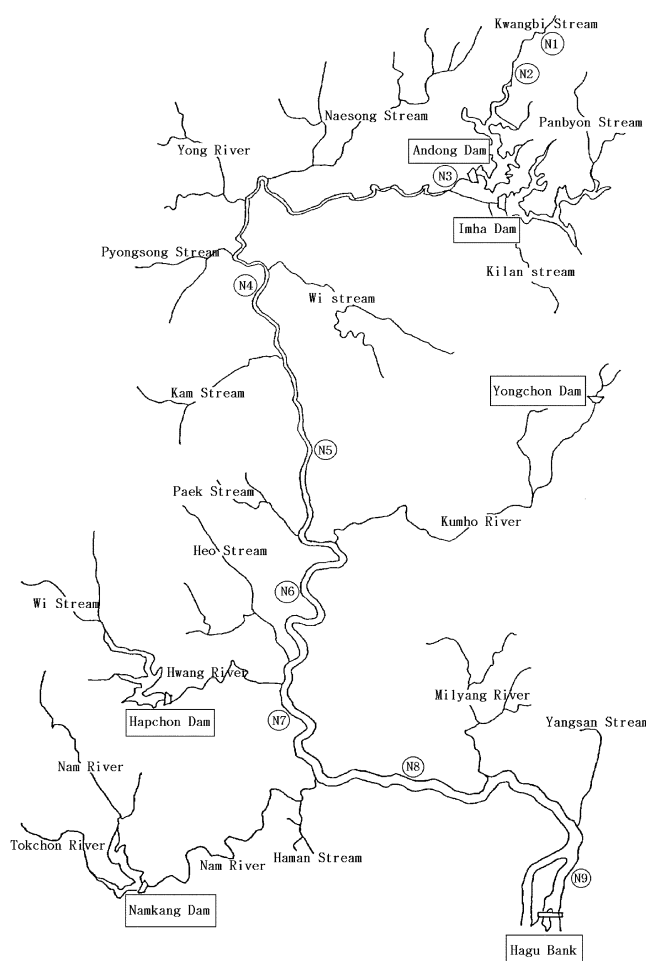 Kwangbi Stream
N1
N2
Naesong Stream
Panbyon Stream
Yong River
Andong Dam
N3
Imha Dam
Pyongsong Stream
Kilan stream
N4
Wi stream
Kam Stream
Yongchon Dam
N5
Paek Stream
Kumho River
Heo Stream
N6
Wi Stream
Hwang River
Milyang River
Hapchon Dam
N7
Yangsan Stream
Nam River
N8
Tokchon River
Nam River
Haman Stream
N9
Namkang Dam
Hagu Bank